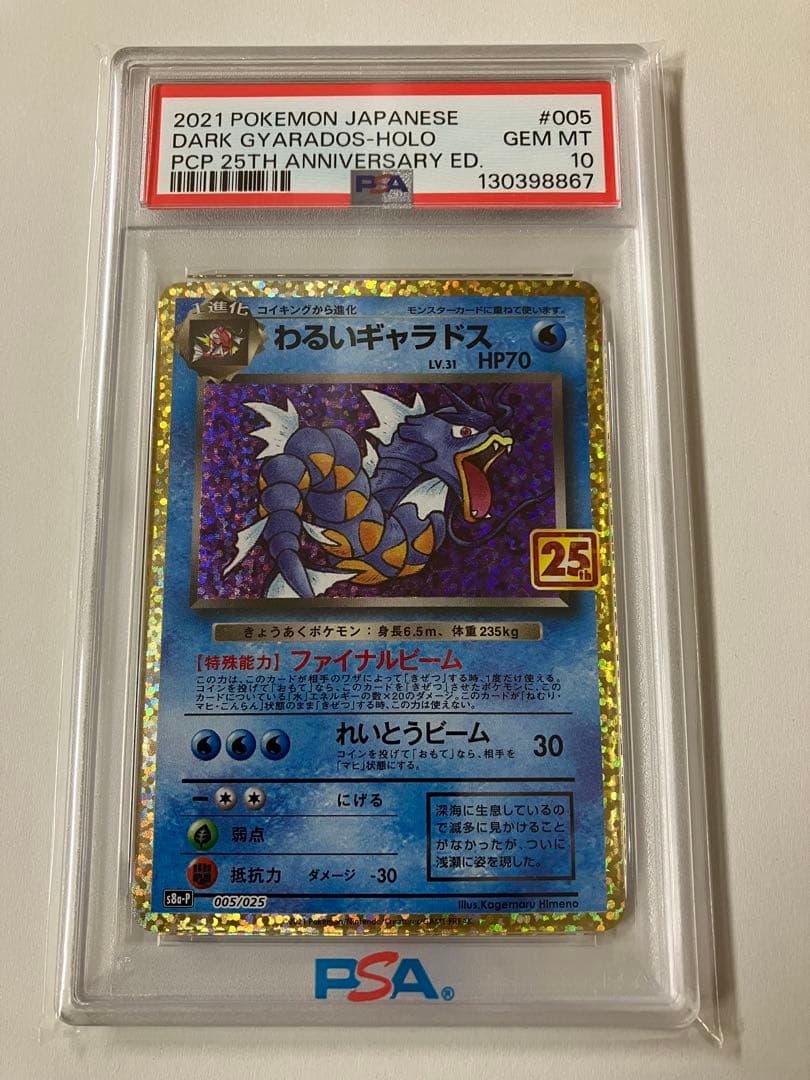 2021 POKEMON JAPANESE #005
DARK GYARADOS-HOLO GEM MT
PCP 25TH ANNIVERSARY ED. 10
PSA 130398867
1進化 コイキングから進化 モンスターカードに重ねて使います。
わるいギャラドス
LV.31 HP70
25th
きょうあくポケモン:身長6.5m、体重235kg
【特殊能力】ファイナルビーム
この力は、このカードが相手のワザによって「きぜつ」する時、1度だけ使える。
コインを投げて「おもて」なら、このカードを「きぜつ」させたポケモンに、この
カードについている「水」エネルギーの数×20のダメージ。このカードが「ねむり・
マヒ・こんらん」状態のまま「きぜつ」する時、この力は使えない。
れいとうビーム 30
コインを投げて「おもて」なら、相手を
「マヒ」状態にする。
にげる
弱点
抵抗力 ダメージ -30
深海に生息しているの
で滅多に見かけること
がなかったが、ついに
浅瀬に姿を現した。
s8a-P 005/025
Illus.Kagemaru Himeno
©2021 Pokémon/Nintendo/Creatures/GAME FREAK
PSA®